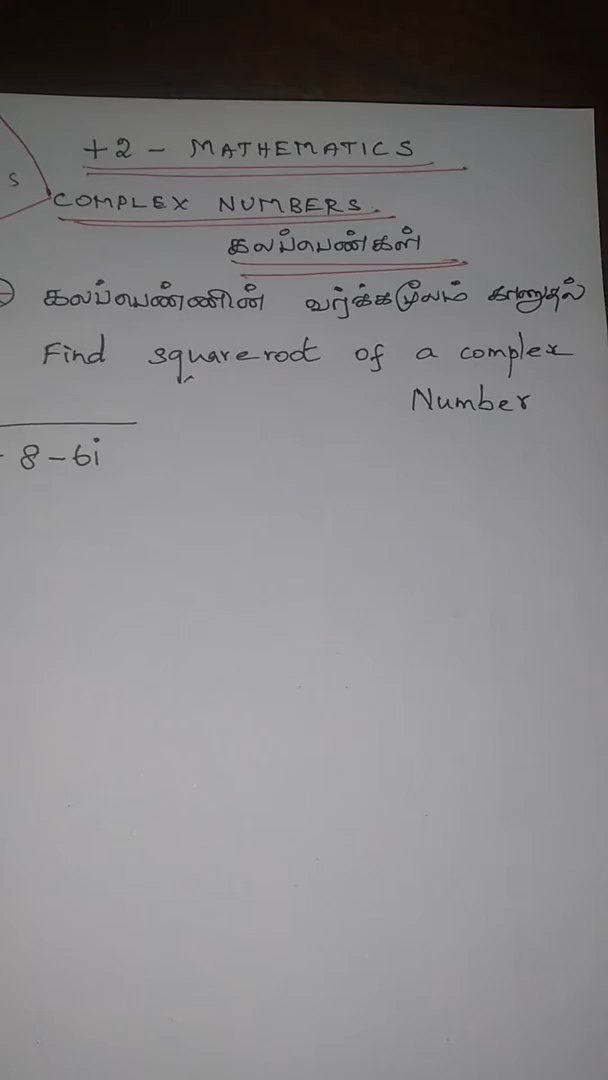 +2 - MATHEMATICS
S
COMPLEX NUMBERS.
கலப்பெண்கள்
கலப்பெண்ணின் வர்க்கமூலம் காணுதல்
Find squareroot of a complex
Number
- 8 - 6i